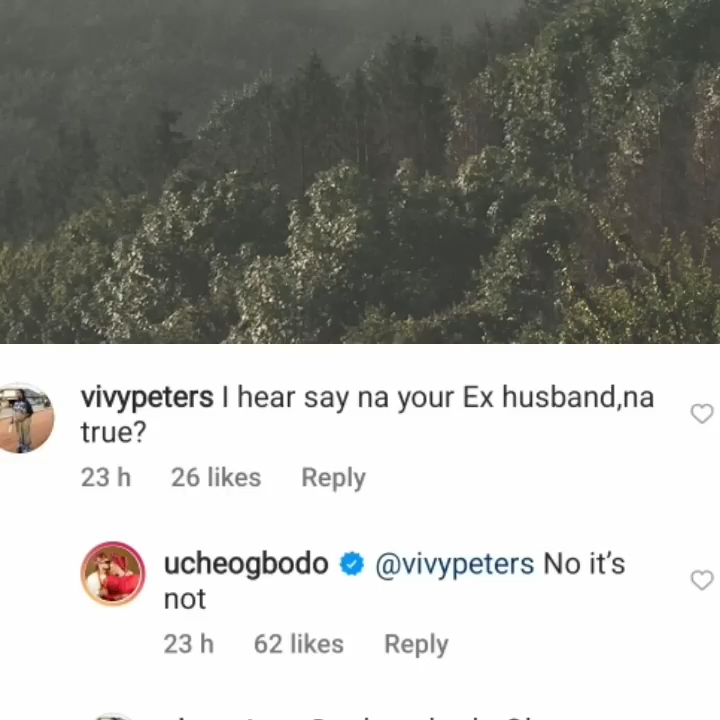 vivypeters I hear say na your Ex husband,na
true?
23 h 26 likes Reply
ucheogbodo @vivypeters No it’s
not
23 h 62 likes Reply